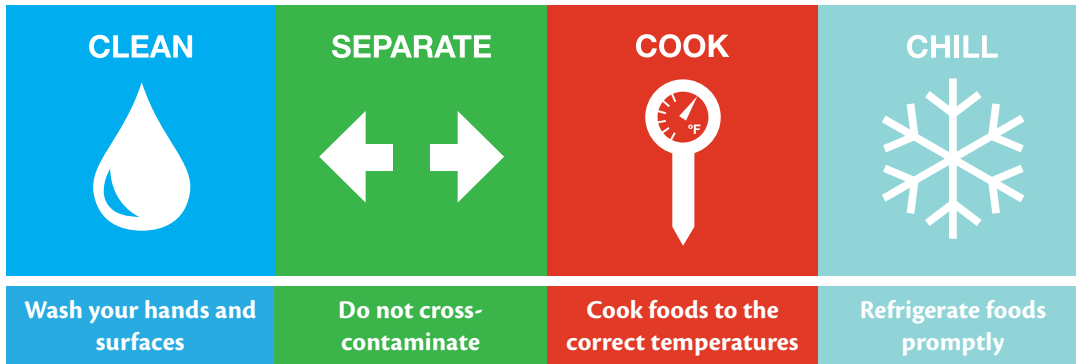 CLEAN
SEPARATE
COOK
CHILL
°F
Wash your hands and
surfaces
Do not cross-
contaminate
Cook foods to the
correct temperatures
Refrigerate foods
promptly